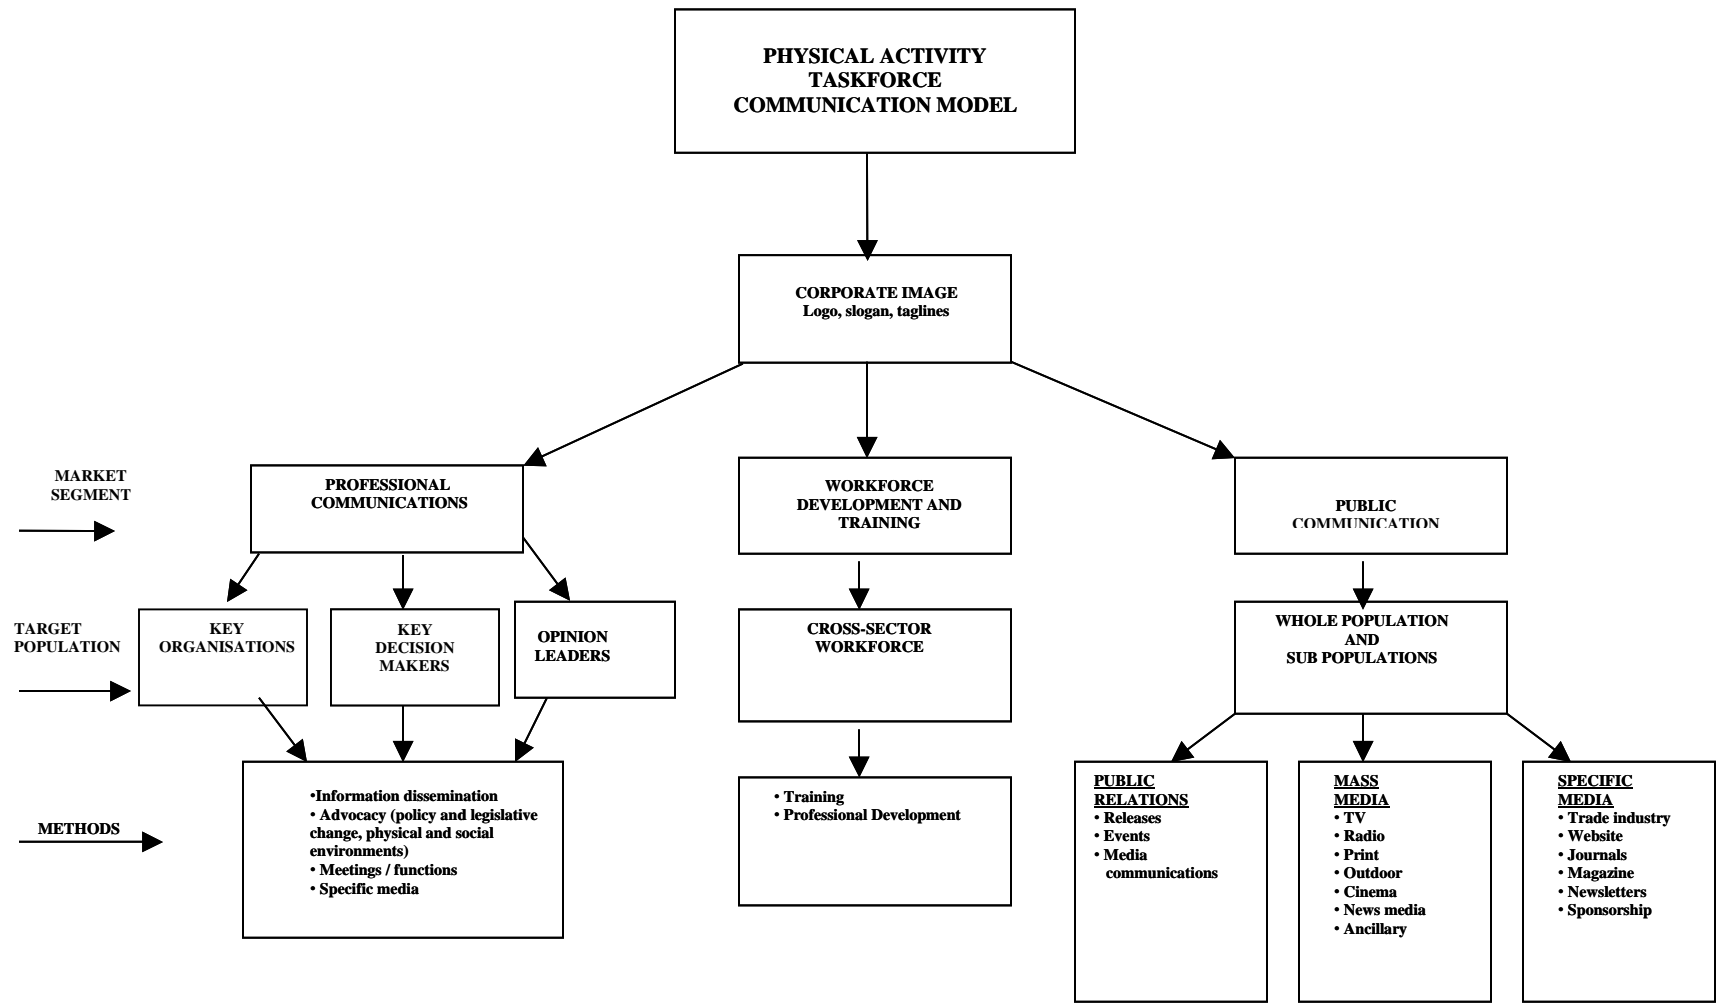 PHYSICAL ACTIVITY
TASKFORCE
COMMUNICATION MODEL
CORPORATE IMAGE
Logo, slogan, taglines
MARKET
SEGMENT
PROFESSIONAL
COMMUNICATIONS
WORKFORCE
DEVELOPMENT AND
TRAINING
PUBLIC
COMMUNICATION
TARGET
POPULATION
KEY
ORGANISATIONS
KEY
DECISION
MAKERS
OPINION
LEADERS
CROSS-SECTOR
WORKFORCE
WHOLE POPULATION
AND
SUB POPULATIONS
METHODS
•Information dissemination
• Advocacy (policy and legislative
change, physical and social
environments)
• Meetings / functions
• Specific media
• Training
• Professional Development
PUBLIC
RELATIONS
• Releases
• Events
• Media
communications
MASS
MEDIA
• TV
• Radio
• Print
• Outdoor
• Cinema
• News media
• Ancillary
SPECIFIC
MEDIA
• Trade industry
• Website
• Journals
• Magazine
• Newsletters
• Sponsorship